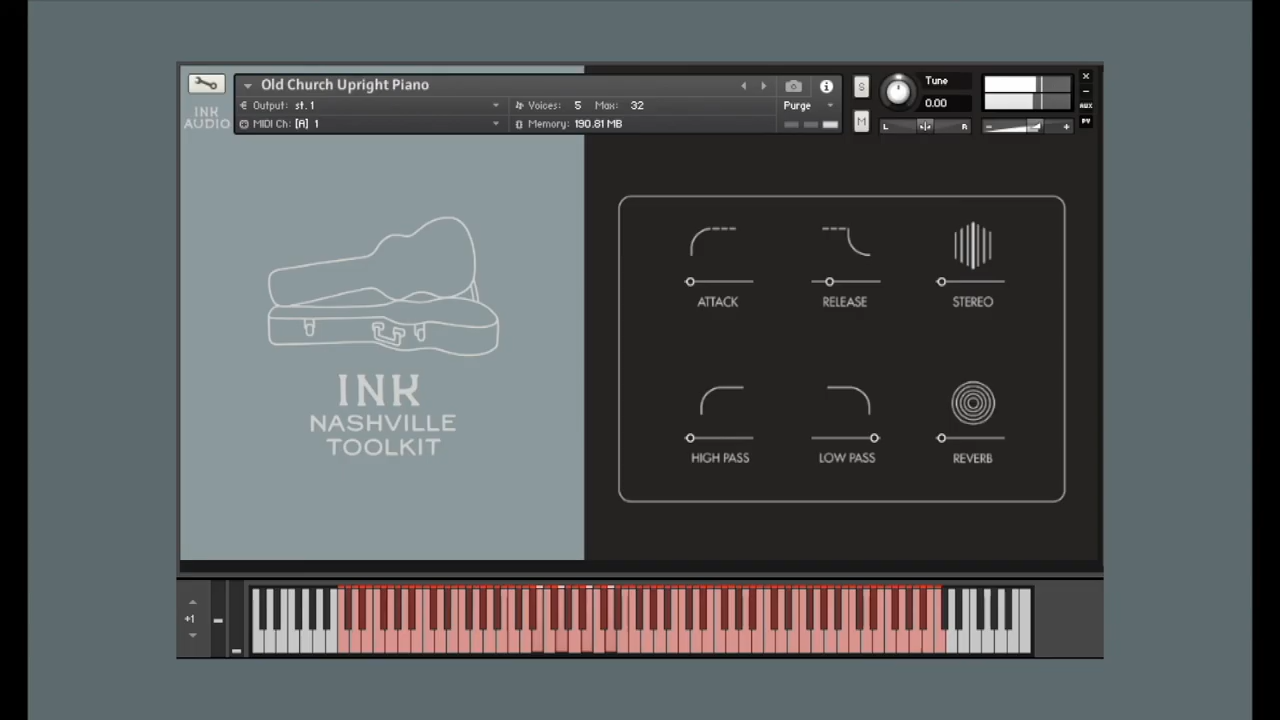 Old Church Upright Piano
Output: st. 1
Voices: 5 Max: 32
Purge
MIDI Ch: [A] 1
Memory: 190.81 MB
S
M
Tune
0.00
L
R
AUX
PV
INK
AUDIO
INK
NASHVILLE
TOOLKIT
ATTACK
RELEASE
STEREO
HIGH PASS
LOW PASS
REVERB
+1